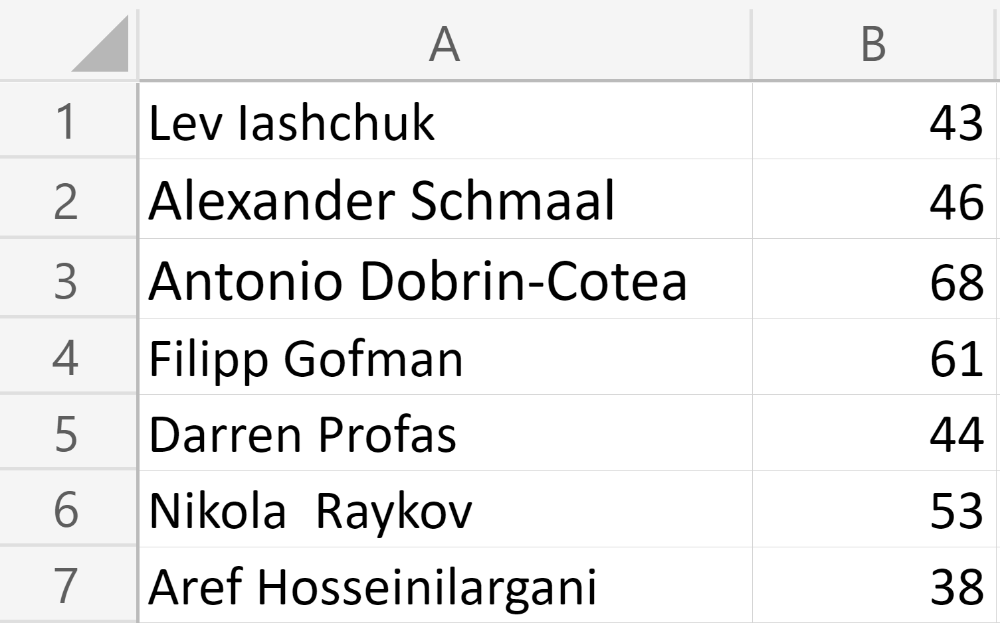 A B
1 Lev Iashchuk 43
2 Alexander Schmaal 46
3 Antonio Dobrin-Cotea 68
4 Filipp Gofman 61
5 Darren Profas 44
6 Nikola  Raykov 53
7 Aref Hosseinilargani 38